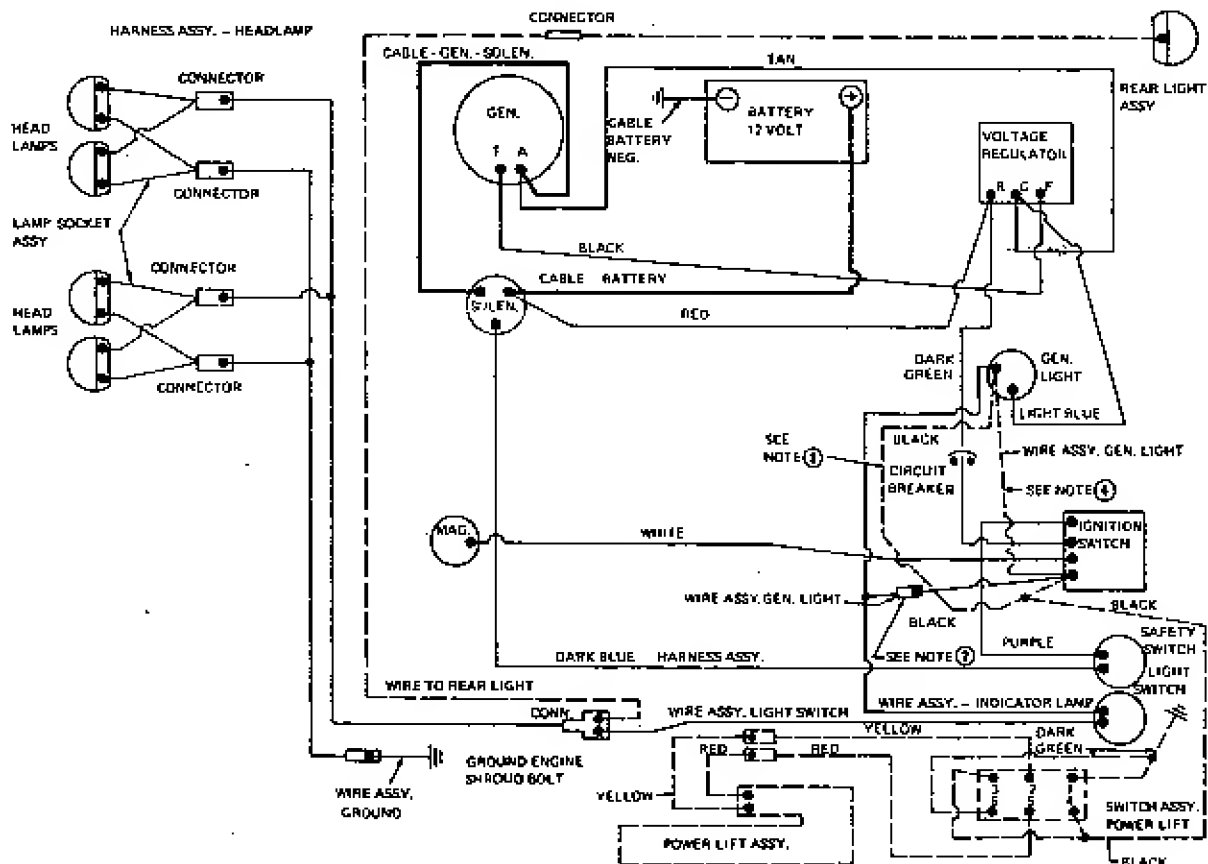 CONNECTOR
HARNESS ASSY. – HEADLAMP
CABLE - GEN. - SOLEN.
TAN
CONNECTOR
REAR LIGHT
ASSY
GEN.
F A
CABLE
BATTERY
NEG.
BATTERY
12 VOLT
VOLTAGE
REGULATOR
HEAD
LAMPS
CONNECTOR
R G F
LAMP SOCKET
ASSY
BLACK
CONNECTOR
CABLE BATTERY
SOLEN.
RED
HEAD
LAMPS
CONNECTOR
DARK
GREEN
GEN.
LIGHT
LIGHT BLUE
BLACK
SEE
NOTE
WIRE ASSY. GEN. LIGHT
CIRCUIT
BREAKER
SEE NOTE
MAG.
WHITE
IGNITION
SWITCH
WIRE ASSY. GEN. LIGHT
BLACK
BLACK
SEE NOTE
PURPLE
SAFETY
SWITCH
DARK BLUE HARNESS ASSY.
LIGHT
SWITCH
WIRE TO REAR LIGHT
WIRE ASSY. – INDICATOR LAMP
CONN.
WIRE ASSY. LIGHT SWITCH
YELLOW
RED
RED
DARK
GREEN
GROUND ENGINE
SHROUD BOLT
WIRE ASSY.
GROUND
YELLOW
SWITCH ASSY.
POWER LIFT
POWER LIFT ASSY.
BLACK